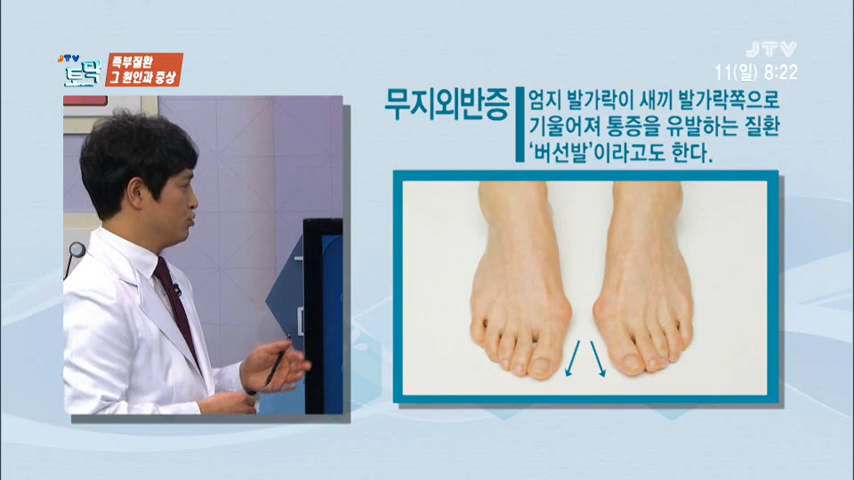 JTV
토닥
족부질환
그 원인과 증상
JTV
11(일) 8:22
무지외반증
엄지 발가락이 새끼 발가락쪽으로
기울어져 통증을 유발하는 질환
‘버선발’이라고도 한다.